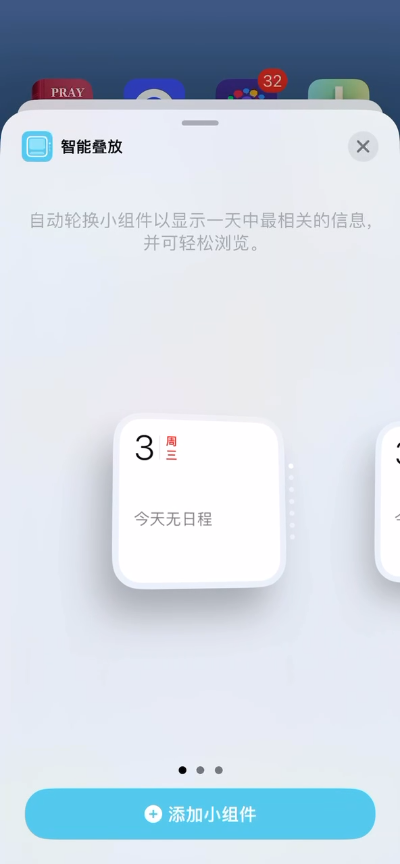 PRAY
32
智能叠放
自动轮换小组件以显示一天中最相关的信息，
并可轻松浏览。
3
周
三
今天无日程
添加小组件